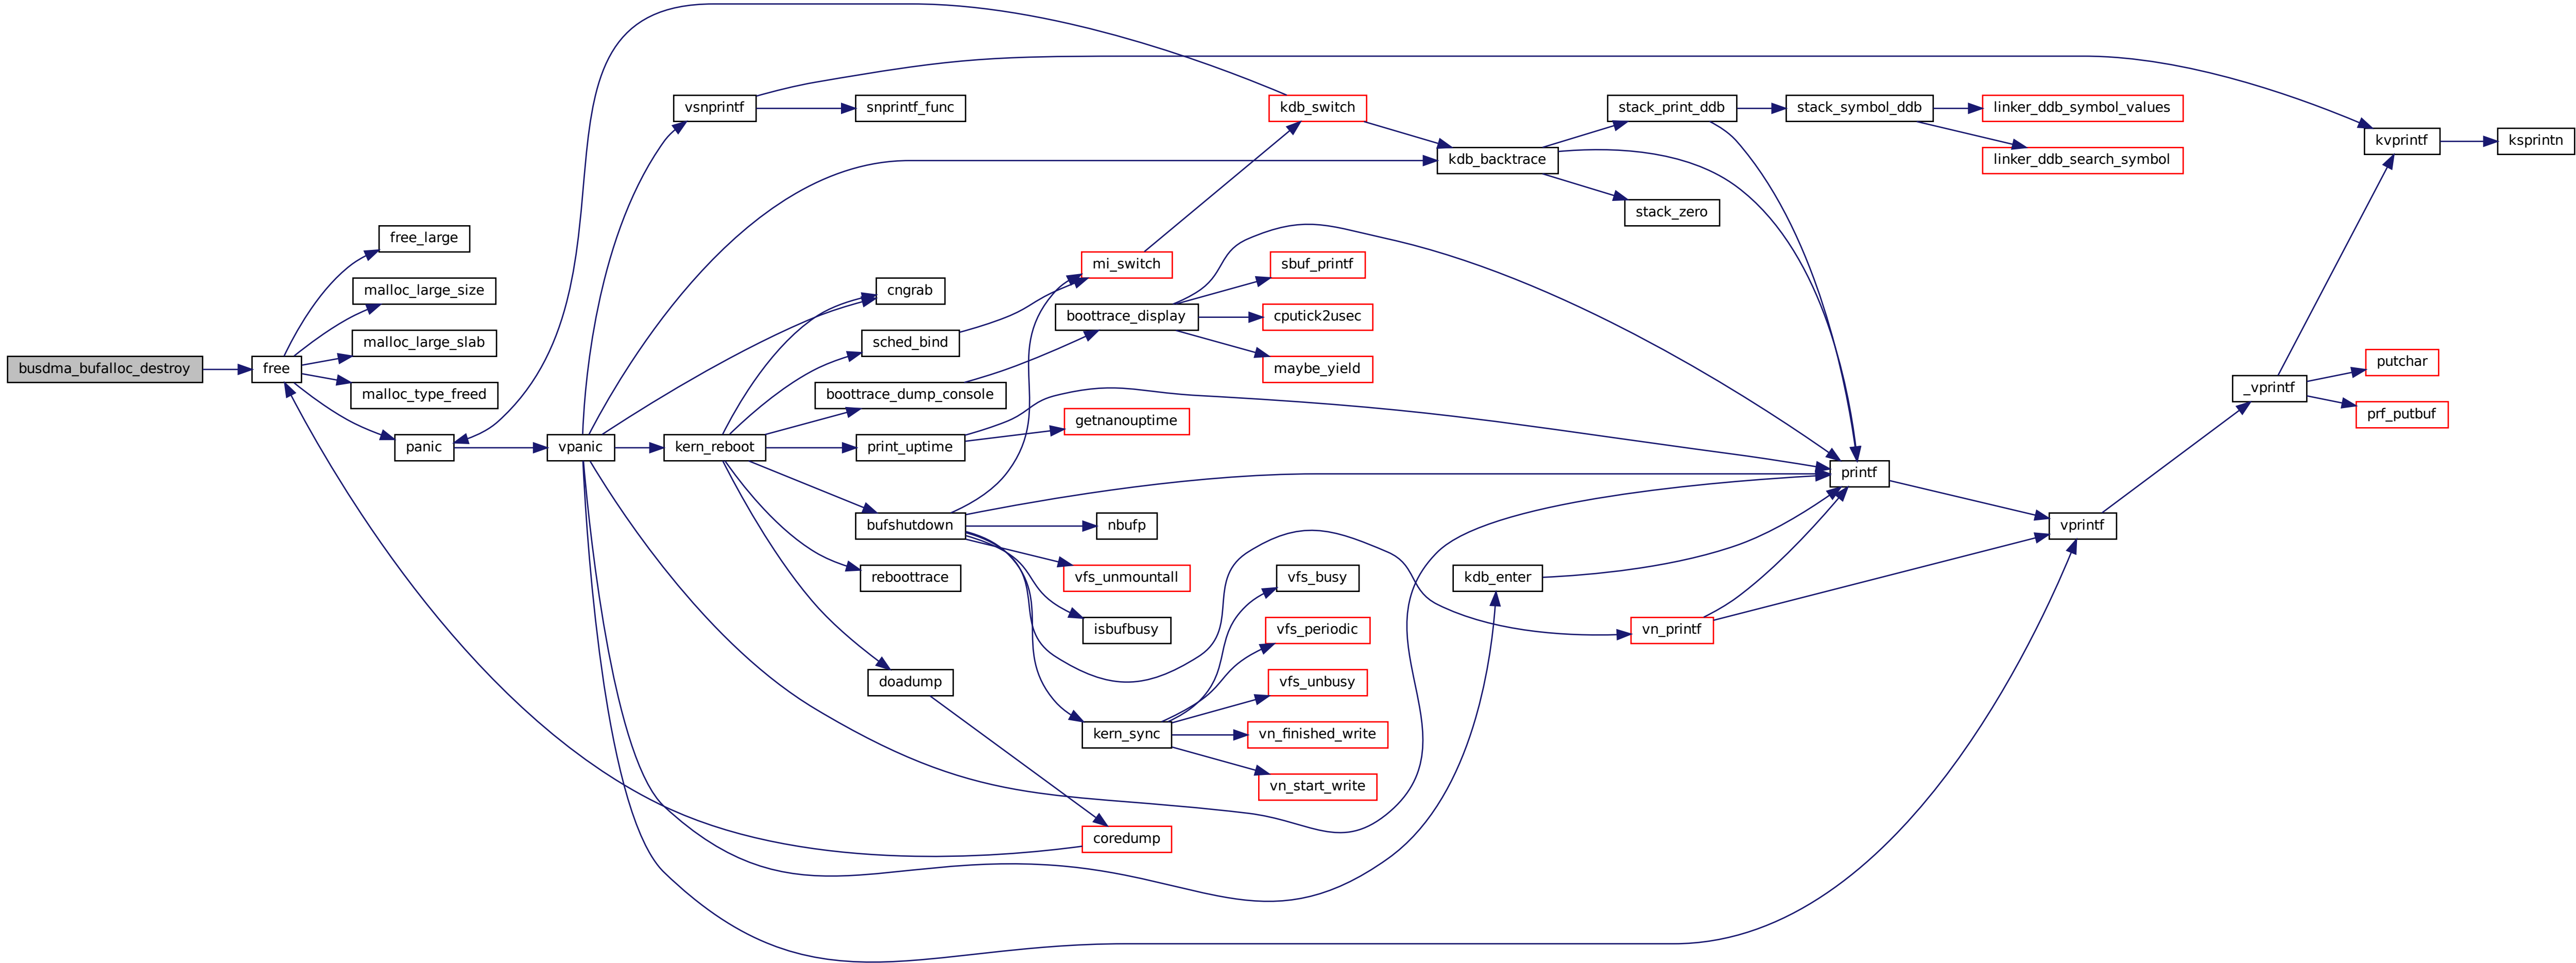 busdma_bufalloc_destroy
free
free_large
malloc_large_size
malloc_large_slab
malloc_type_freed
panic
vpanic
vsnprintf
snprintf_func
kern_reboot
cngrab
sched_bind
boottrace_dump_console
print_uptime
bufshutdown
reboottrace
doadump
mi_switch
boottrace_display
getnanouptime
nbufp
vfs_unmountall
isbufbusy
kern_sync
coredump
kdb_switch
sbuf_printf
cputick2usec
maybe_yield
vfs_busy
vfs_periodic
vfs_unbusy
vn_finished_write
vn_start_write
kdb_backtrace
kdb_enter
stack_print_ddb
stack_zero
vn_printf
stack_symbol_ddb
printf
linker_ddb_symbol_values
linker_ddb_search_symbol
vprintf
_vprintf
kvprintf
putchar
prf_putbuf
ksprintn